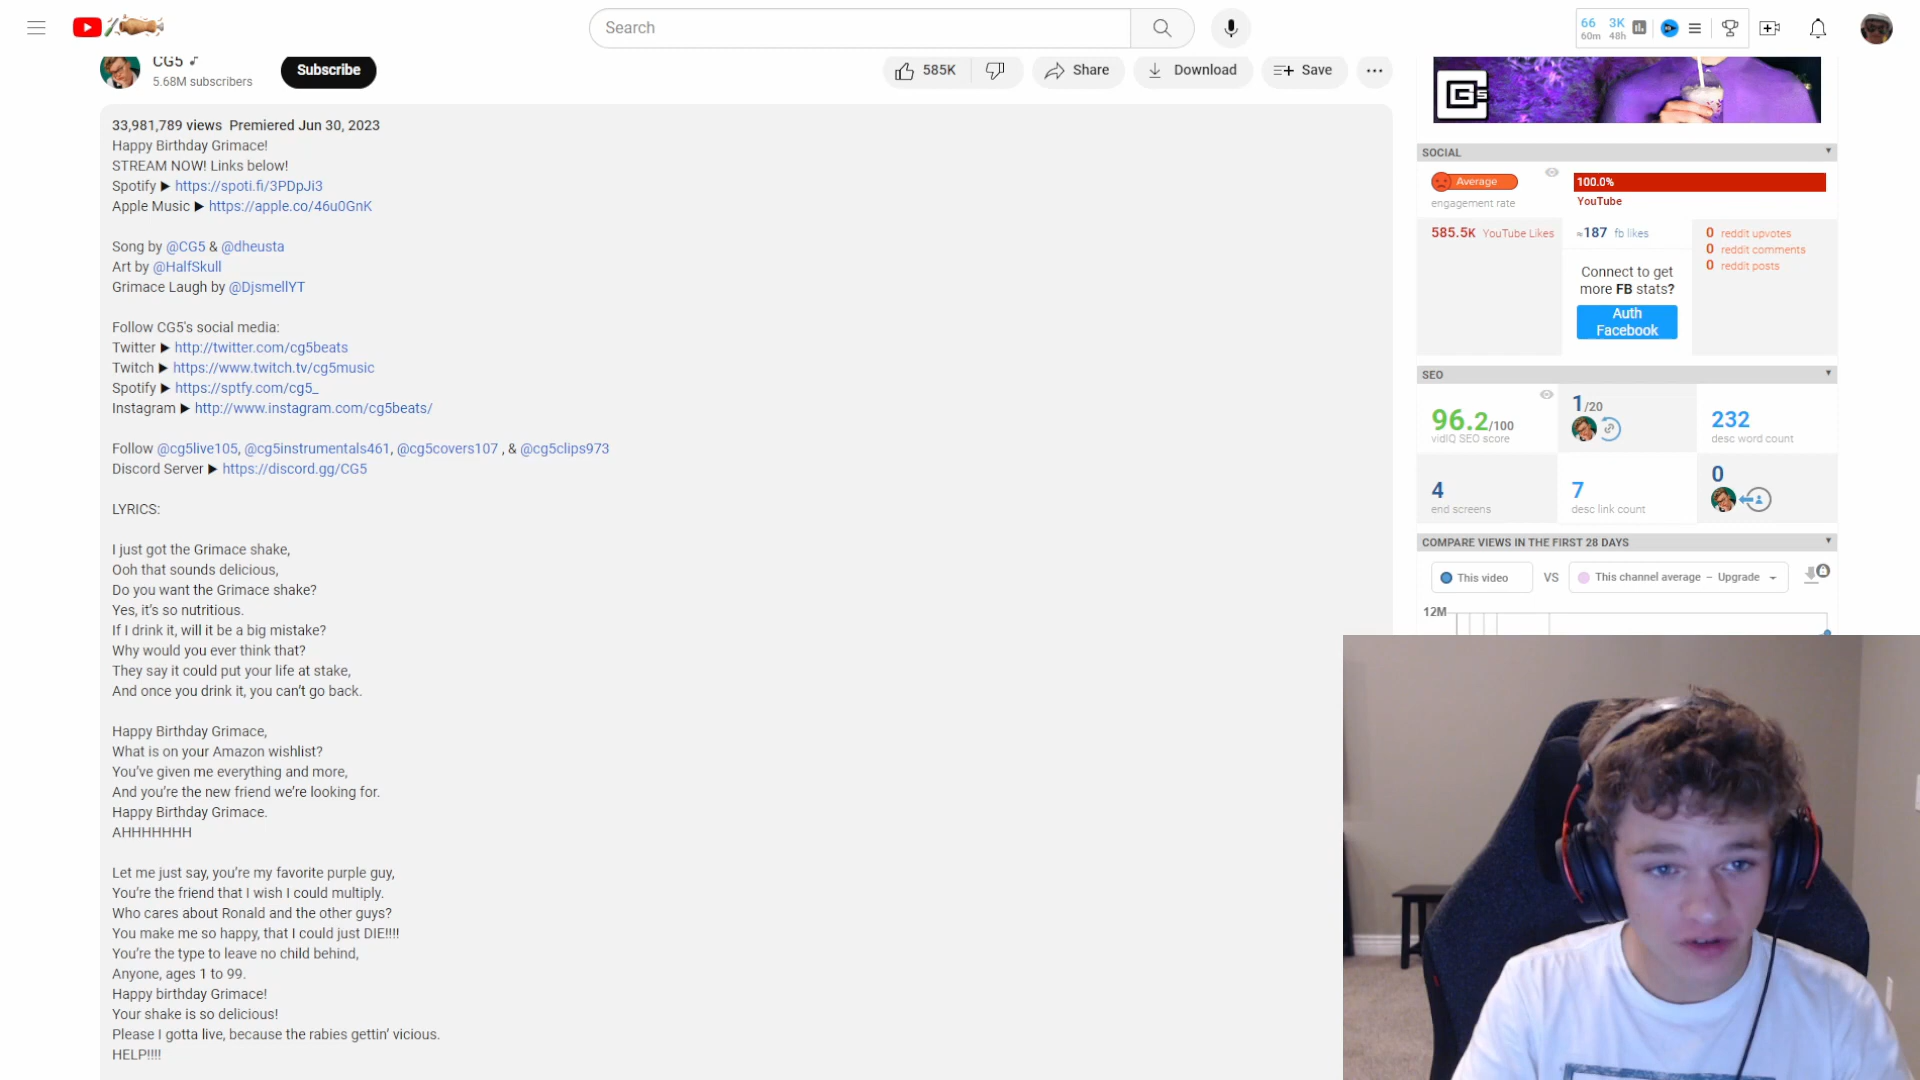 Search
66 3K
60m 48h
CG5
5.68M subscribers
Subscribe
585K
Share
Download
Save
33,981,789 views Premiered Jun 30, 2023
Happy Birthday Grimace!
STREAM NOW! Links below!
Spotify ► https://spoti.fi/3PDpJi3
Apple Music ► https://apple.co/46u0GnK
Song by @CG5 & @dheusta
Art by @HalfSkull
Grimace Laugh by @DjsmellYT
Follow CG5's social media:
Twitter ► http://twitter.com/cg5beats
Twitch ► https://www.twitch.tv/cg5music
Spotify ► https://sptfy.com/cg5_
Instagram ► http://www.instagram.com/cg5beats/
Follow @cg5live105, @cg5instrumentals461, @cg5covers107 , & @cg5clips973
Discord Server ► https://discord.gg/CG5
LYRICS:
I just got the Grimace shake,
Ooh that sounds delicious,
Do you want the Grimace shake?
Yes, it's so nutritious.
If I drink it, will it be a big mistake?
Why would you ever think that?
They say it could put your life at stake,
And once you drink it, you can't go back.
Happy Birthday Grimace,
What is on your Amazon wishlist?
You've given me everything and more,
And you're the new friend we're looking for.
Happy Birthday Grimace.
AHHHHHHH
Let me just say, you're my favorite purple guy,
You're the friend that I wish I could multiply.
Who cares about Ronald and the other guys?
You make me so happy, that I could just DIE!!!!
You're the type to leave no child behind,
Anyone, ages 1 to 99.
Happy birthday Grimace!
Your shake is so delicious!
Please I gotta live, because the rabies gettin' vicious.
HELP!!!!
SOCIAL
Average
engagement rate
100.0%
YouTube
585.5K YouTube Likes
≈187 fb likes
Connect to get
more FB stats?
Auth
Facebook
0 reddit upvotes
0 reddit comments
0 reddit posts
SEO
96.2/100
vidIQ SEO score
1/20
232
desc word count
4
end screens
7
desc link count
0
COMPARE VIEWS IN THE FIRST 28 DAYS
This video
VS
This channel average – Upgrade
12M